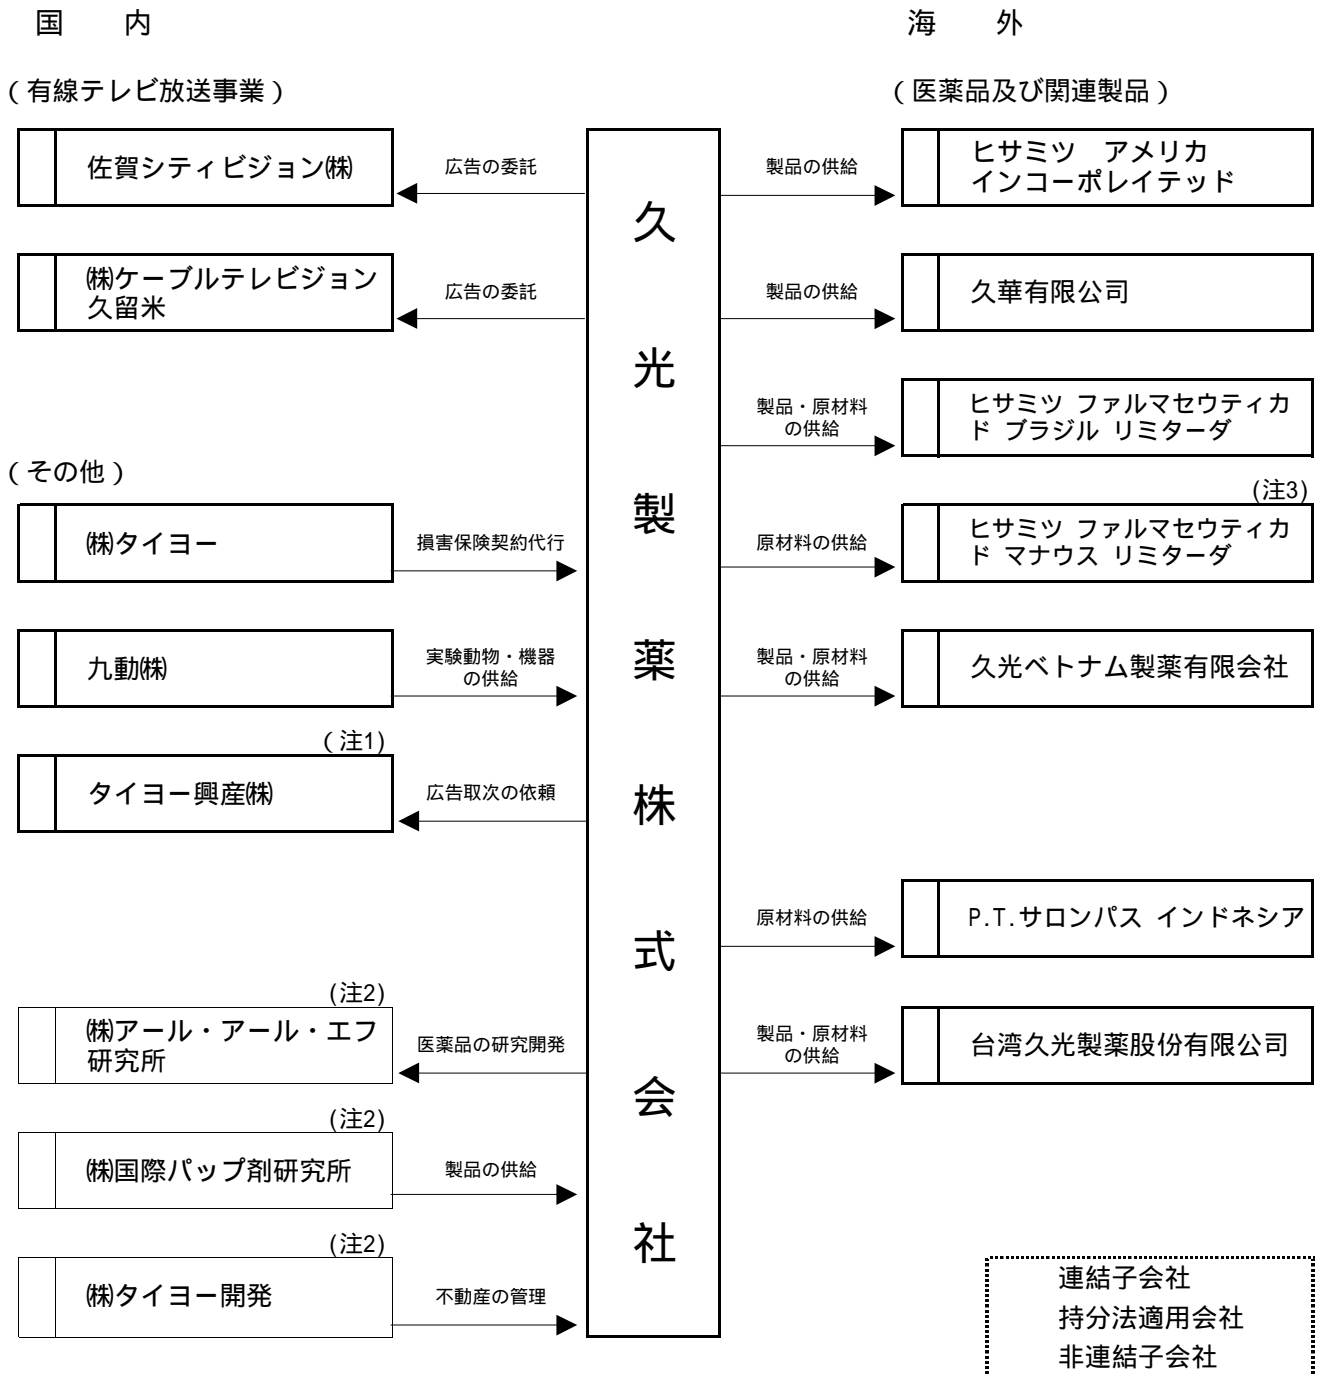 国　内
（有線テレビ放送事業）
佐賀シティビジョン㈱
広告の委託
㈱ケーブルテレビジョン
久留米
広告の委託
（その他）
㈱タイヨー
損害保険契約代行
九動㈱
実験動物・機器
の供給
（注1)
タイヨー興産㈱
広告取次の依頼
(注2)
㈱アール・アール・エフ
研究所
医薬品の研究開発
(注2)
㈱国際パップ剤研究所
製品の供給
(注2)
㈱タイヨー開発
不動産の管理
久光製薬株式会社
海　外
（医薬品及び関連製品）
製品の供給
ヒサミツ　アメリカ
インコーポレイテッド
製品の供給
久華有限公司
製品・原材料
の供給
ヒサミツ ファルマセウティカ
ド ブラジル リミターダ
(注3)
原材料の供給
ヒサミツ ファルマセウティカ
ド マナウス リミターダ
製品・原材料
の供給
久光ベトナム製薬有限会社
原材料の供給
P.T.サロンパス インドネシア
製品・原材料
の供給
台湾久光製薬股份有限公司
連結子会社
持分法適用会社
非連結子会社